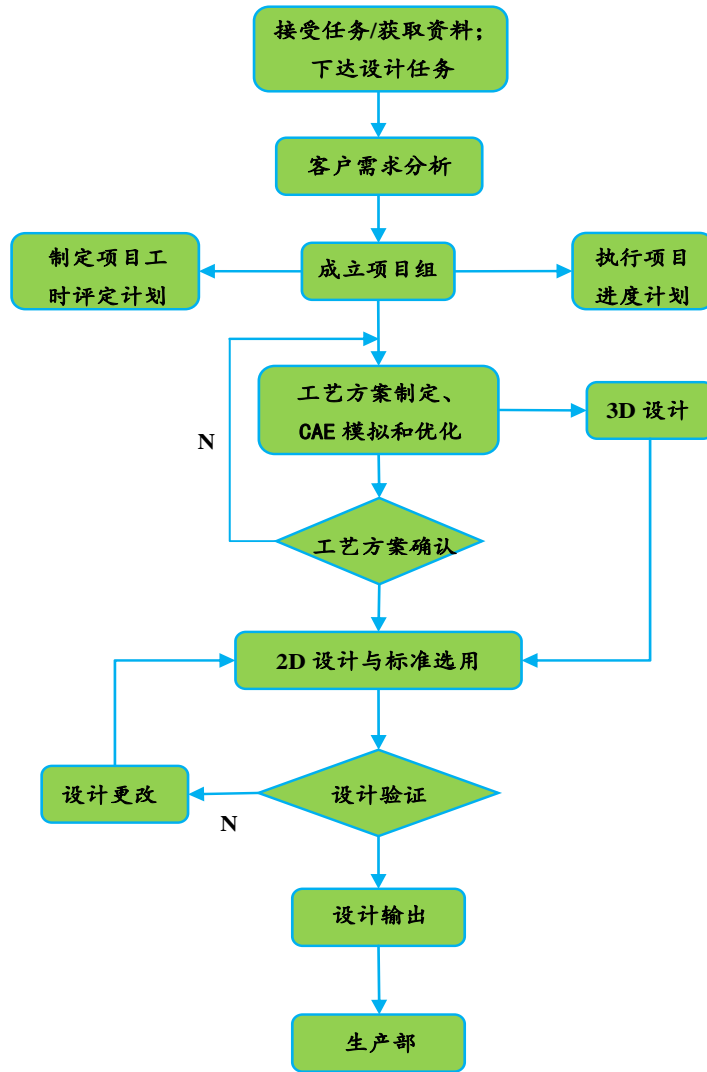 接受任务/获取资料；
下达设计任务
客户需求分析
制定项目工
时评定计划
成立项目组
执行项目
进度计划
工艺方案制定、
CAE 模拟和优化
3D 设计
N
工艺方案确认
2D 设计与标准选用
设计更改
设计验证
N
设计输出
生产部